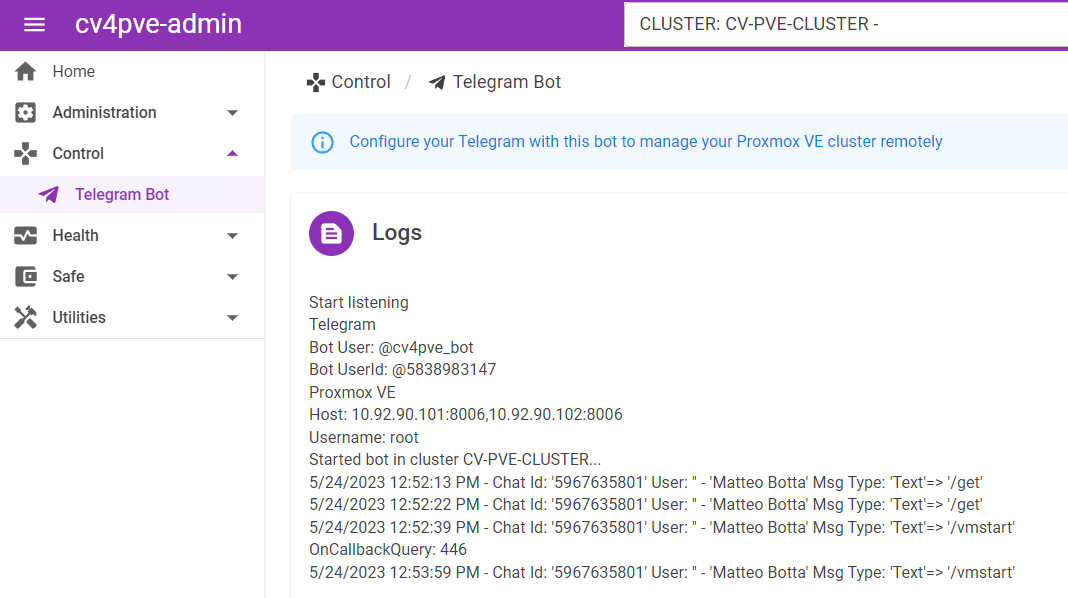 cv4pve-admin
CLUSTER: CV-PVE-CLUSTER -
Home
Administration
Control
Telegram Bot
Health
Safe
Utilities
Control / Telegram Bot
Configure your Telegram with this bot to manage your Proxmox VE cluster remotely
Logs
Start listening
Telegram
Bot User: @cv4pve_bot
Bot UserId: @5838983147
Proxmox VE
Host: 10.92.90.101:8006,10.92.90.102:8006
Username: root
Started bot in cluster CV-PVE-CLUSTER...
5/24/2023 12:52:13 PM - Chat Id: '5967635801' User: '' - 'Matteo Botta' Msg Type: 'Text'=> '/get'
5/24/2023 12:52:22 PM - Chat Id: '5967635801' User: '' - 'Matteo Botta' Msg Type: 'Text'=> '/get'
5/24/2023 12:52:39 PM - Chat Id: '5967635801' User: '' - 'Matteo Botta' Msg Type: 'Text'=> '/vmstart'
OnCallbackQuery: 446
5/24/2023 12:53:59 PM - Chat Id: '5967635801' User: '' - 'Matteo Botta' Msg Type: 'Text'=> '/vmstart'